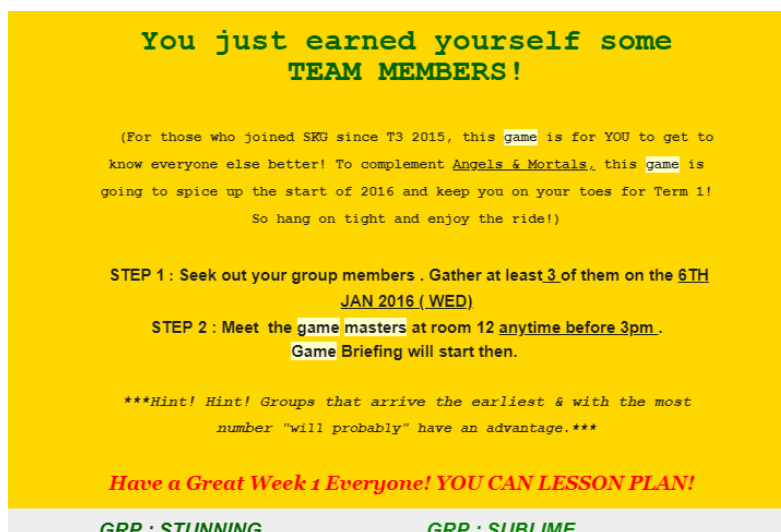 You just earned yourself some
TEAM MEMBERS!
(For those who joined SKG since T3 2015, this game is for YOU to get to
know everyone else better! To complement Angels & Mortals, this game is
going to spice up the start of 2016 and keep you on your toes for Term 1!
So hang on tight and enjoy the ride!)
STEP 1 : Seek out your group members . Gather at least 3 of them on the 6TH
JAN 2016 ( WED)
STEP 2 : Meet the game masters at room 12 anytime before 3pm .
Game Briefing will start then.
***Hint! Hint! Groups that arrive the earliest & with the most
number "will probably" have an advantage.***
Have a Great Week 1 Everyone! YOU CAN LESSON PLAN!
GRP : STUNNING GRP : SUBLIME